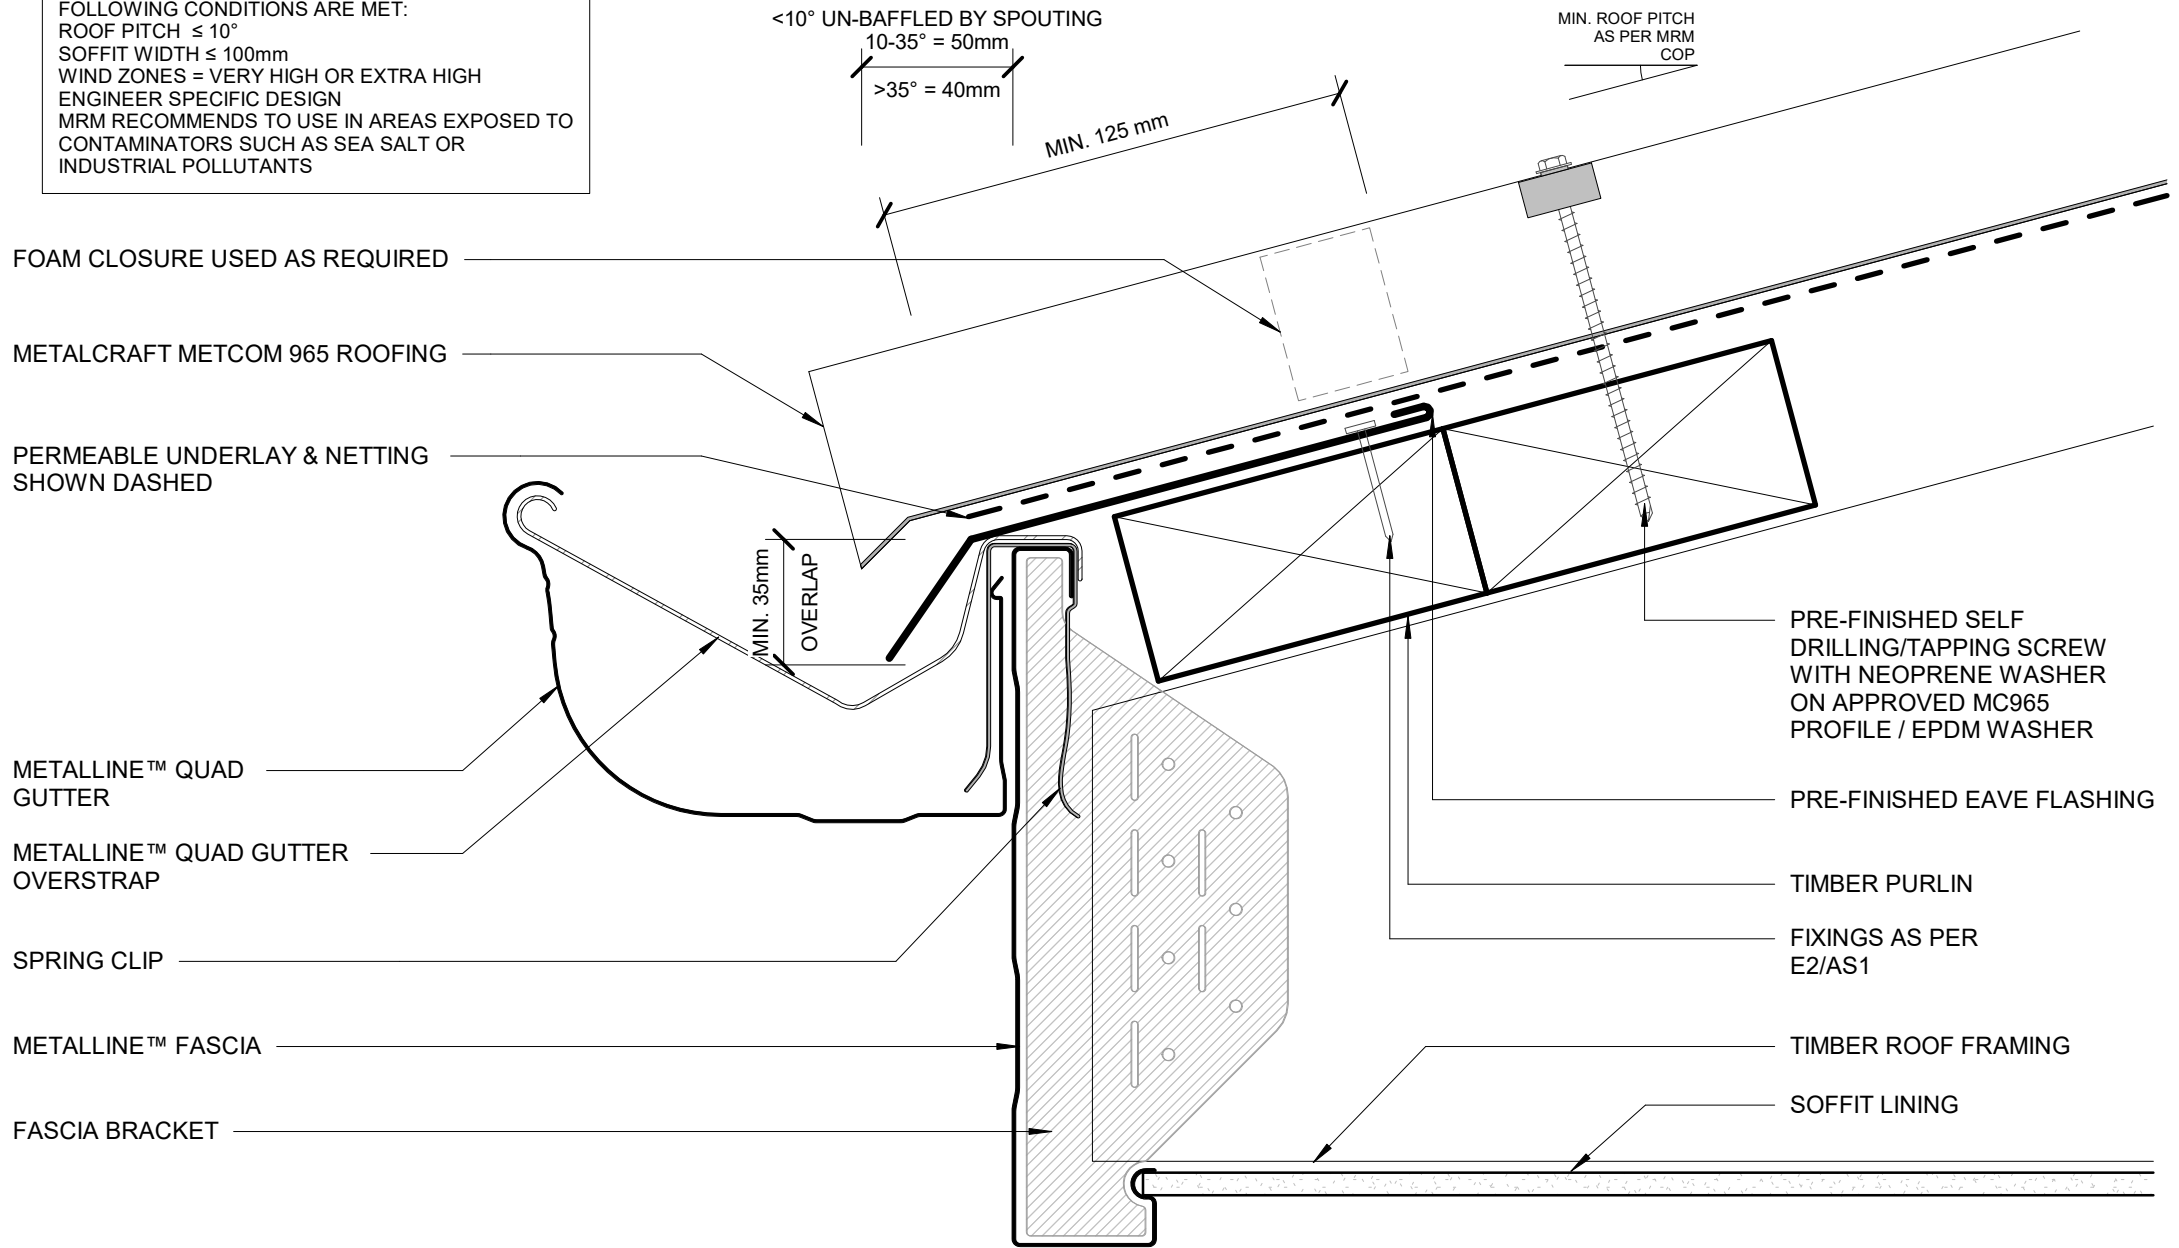 FOLLOWING CONDITIONS ARE MET:
ROOF PITCH ≤ 10°
SOFFIT WIDTH ≤ 100mm
WIND ZONES = VERY HIGH OR EXTRA HIGH
ENGINEER SPECIFIC DESIGN
MRM RECOMMENDS TO USE IN AREAS EXPOSED TO
CONTAMINATORS SUCH AS SEA SALT OR
INDUSTRIAL POLLUTANTS
<10° UN-BAFFLED BY SPOUTING
10-35° = 50mm
>35° = 40mm
MIN. ROOF PITCH
AS PER MRM
COP
MIN. 125 mm
FOAM CLOSURE USED AS REQUIRED
METALCRAFT METCOM 965 ROOFING
PERMEABLE UNDERLAY & NETTING
SHOWN DASHED
MIN. 35mm
OVERLAP
METALLINE™ QUAD
GUTTER
METALLINE™ QUAD GUTTER
OVERSTRAP
SPRING CLIP
METALLINE™ FASCIA
FASCIA BRACKET
PRE-FINISHED SELF
DRILLING/TAPPING SCREW
WITH NEOPRENE WASHER
ON APPROVED MC965
PROFILE / EPDM WASHER
PRE-FINISHED EAVE FLASHING
TIMBER PURLIN
FIXINGS AS PER
E2/AS1
TIMBER ROOF FRAMING
SOFFIT LINING